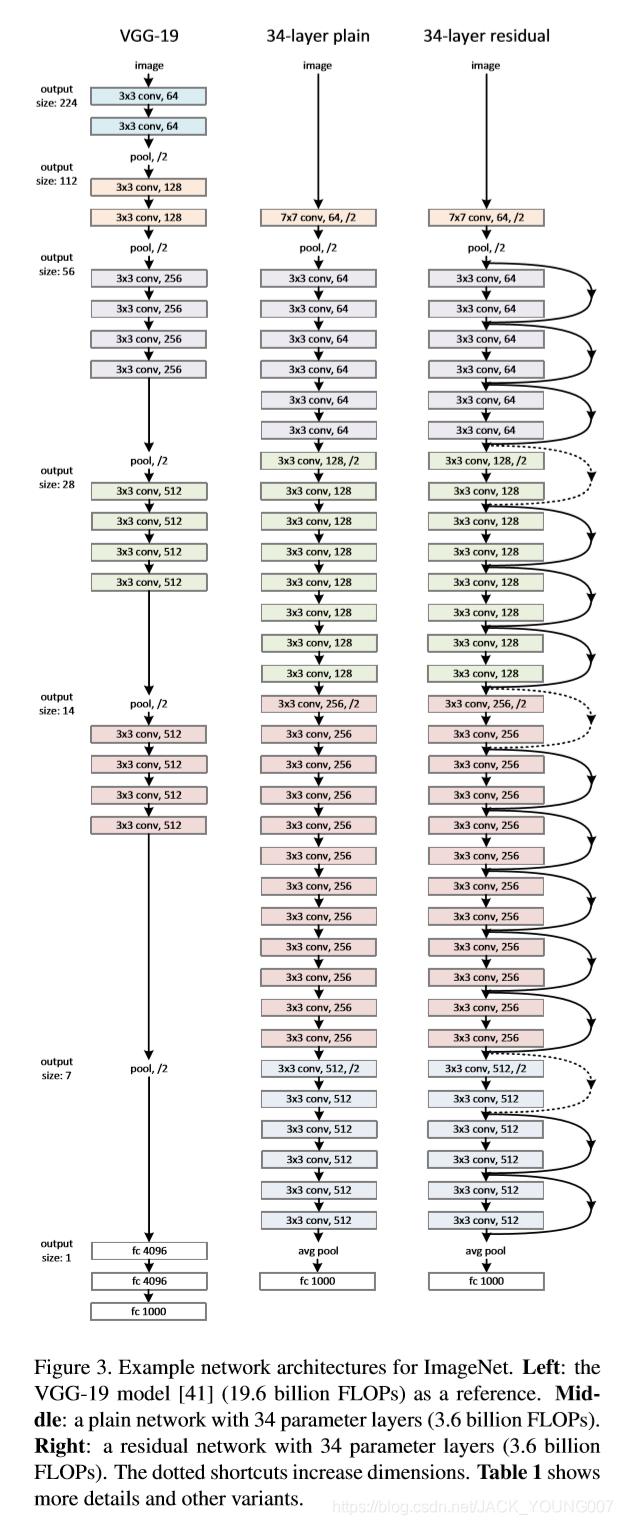 VGG-19
image
output
size: 224
3x3 conv, 64
3x3 conv, 64
pool, /2
output
size: 112
3x3 conv, 128
3x3 conv, 128
pool, /2
output
size: 56
3x3 conv, 256
3x3 conv, 256
3x3 conv, 256
3x3 conv, 256
pool, /2
output
size: 28
3x3 conv, 512
3x3 conv, 512
3x3 conv, 512
3x3 conv, 512
output
size: 14
pool, /2
3x3 conv, 512
3x3 conv, 512
3x3 conv, 512
3x3 conv, 512
output
size: 7
pool, /2
output
size: 1
fc 4096
fc 4096
fc 1000
34-layer plain
image
7x7 conv, 64, /2
pool, /2
3x3 conv, 64
3x3 conv, 64
3x3 conv, 64
3x3 conv, 64
3x3 conv, 64
3x3 conv, 64
3x3 conv, 128, /2
3x3 conv, 128
3x3 conv, 128
3x3 conv, 128
3x3 conv, 128
3x3 conv, 128
3x3 conv, 128
3x3 conv, 128
3x3 conv, 256, /2
3x3 conv, 256
3x3 conv, 256
3x3 conv, 256
3x3 conv, 256
3x3 conv, 256
3x3 conv, 256
3x3 conv, 256
3x3 conv, 256
3x3 conv, 256
3x3 conv, 256
3x3 conv, 256
3x3 conv, 512, /2
3x3 conv, 512
3x3 conv, 512
3x3 conv, 512
3x3 conv, 512
3x3 conv, 512
avg pool
fc 1000
34-layer residual
image
7x7 conv, 64, /2
pool, /2
3x3 conv, 64
3x3 conv, 64
3x3 conv, 64
3x3 conv, 64
3x3 conv, 64
3x3 conv, 64
3x3 conv, 128, /2
3x3 conv, 128
3x3 conv, 128
3x3 conv, 128
3x3 conv, 128
3x3 conv, 128
3x3 conv, 128
3x3 conv, 128
3x3 conv, 256, /2
3x3 conv, 256
3x3 conv, 256
3x3 conv, 256
3x3 conv, 256
3x3 conv, 256
3x3 conv, 256
3x3 conv, 256
3x3 conv, 256
3x3 conv, 256
3x3 conv, 256
3x3 conv, 256
3x3 conv, 512, /2
3x3 conv, 512
3x3 conv, 512
3x3 conv, 512
3x3 conv, 512
3x3 conv, 512
avg pool
fc 1000
Figure 3. Example network architectures for ImageNet. Left: the
VGG-19 model [41] (19.6 billion FLOPs) as a reference. Mid-
dle: a plain network with 34 parameter layers (3.6 billion FLOPs).
Right: a residual network with 34 parameter layers (3.6 billion
FLOPs). The dotted shortcuts increase dimensions. Table 1 shows
more details and other variants.
https://blog.csdn.net/JACK_YOUNG007